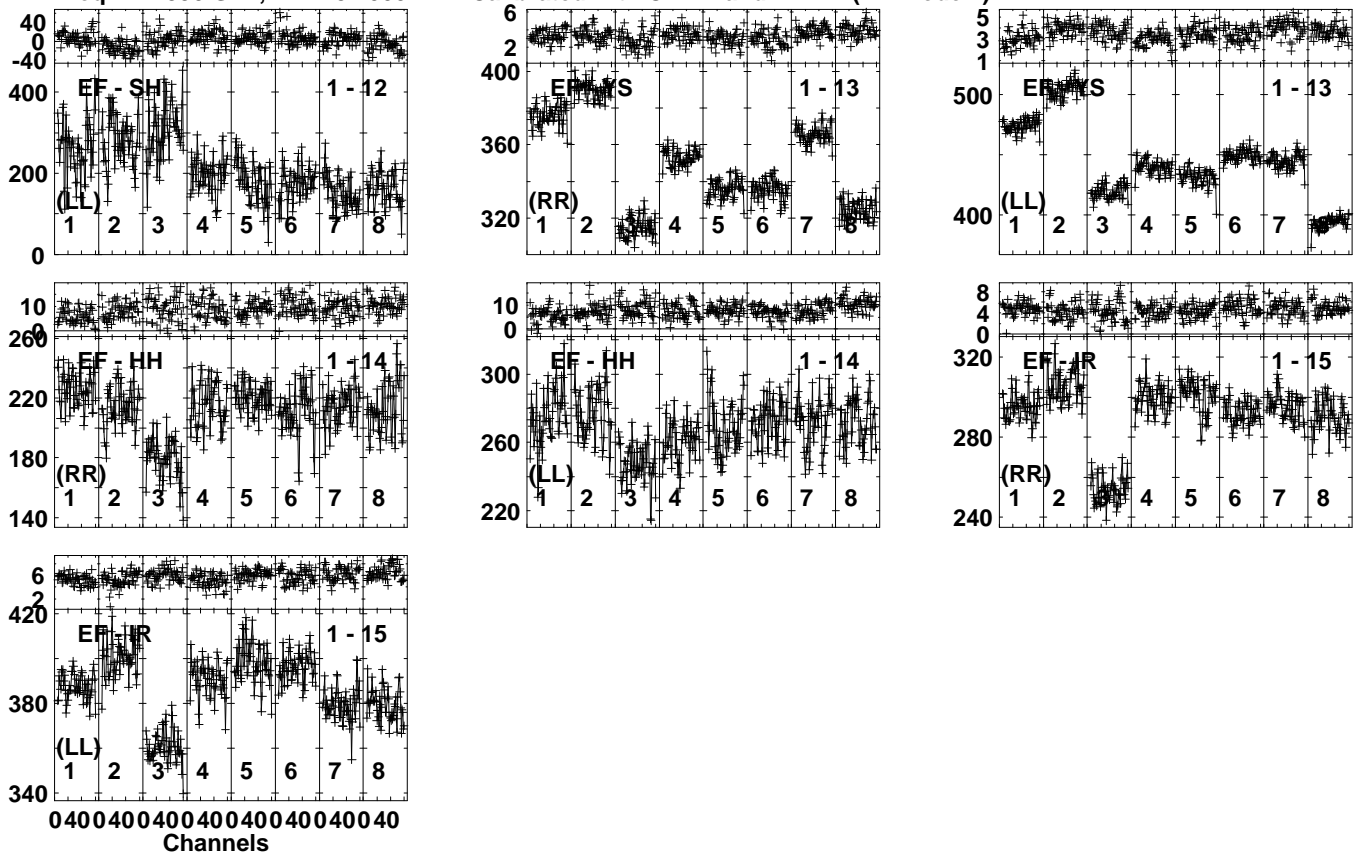 40
0
-40
EF - SH
1 - 12
400
200
0
(LL)
1 2 3 4 5 6 7 8
6
2
EF - YS
1 - 13
400
360
320
(RR)
1 2 3 4 5 6 7 8
5
3
1
EF - YS
1 - 13
500
400
(LL)
1 2 3 4 5 6 7 8
10
0
EF - HH
1 - 14
260
220
180
140
(RR)
1 2 3 4 5 6 7 8
10
0
EF - HH
1 - 14
300
260
220
(LL)
1 2 3 4 5 6 7 8
8
4
0
EF - IR
1 - 15
320
280
240
(RR)
1 2 3 4 5 6 7 8
6
2
EF - IR
1 - 15
420
380
340
(LL)
1 2 3 4 5 6 7 8
0 40 0 40 0 40 0 40 0 40 0 40 0 40 0 40
Channels